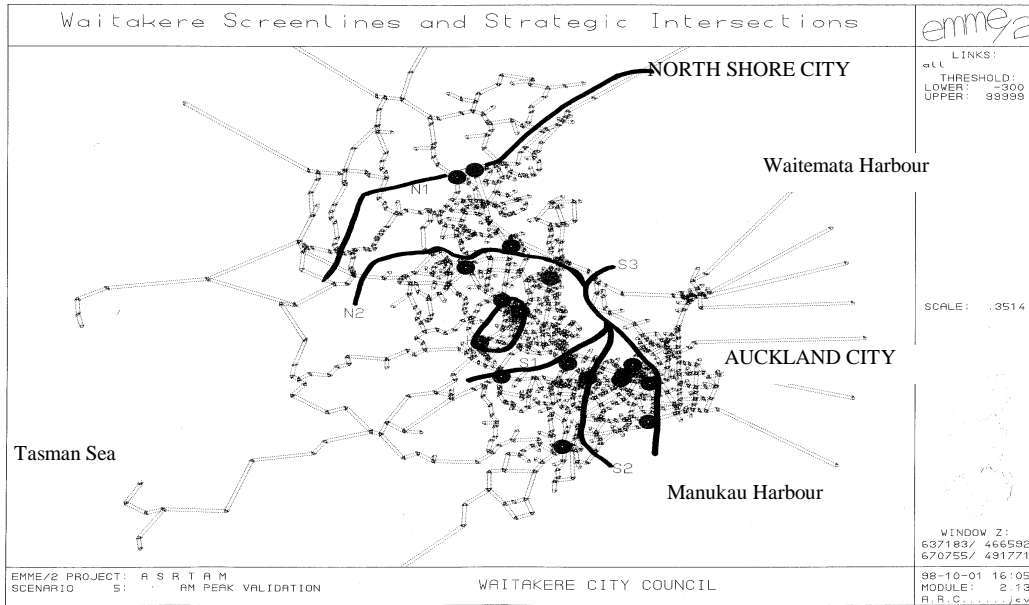 Waitakere Screenlines and Strategic Intersections
emme/2
LINKS:
all
THRESHOLD:
LOWER: -300
UPPER: 99999
NORTH SHORE CITY
Waitemata Harbour
N1
S3
N2
SCALE: .3514
S1
AUCKLAND CITY
Tasman Sea
S2
Manukau Harbour
WINDOW Z:
637183/ 466592
670755/ 491771
EMME/2 PROJECT: A S R T A M
SCENARIO 5: AM PEAK VALIDATION
WAITAKERE CITY COUNCIL
98-10-01 16:05
MODULE: 2.13
A.R.C......jcv